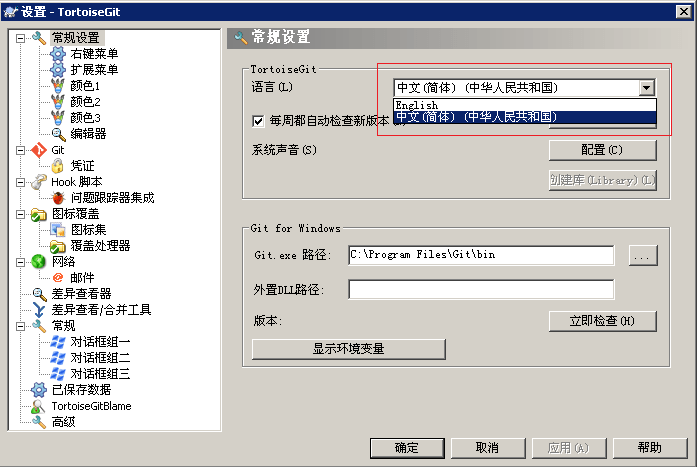 设置 - TortoiseGit
常规设置
右键菜单
扩展菜单
颜色1
颜色2
颜色3
编辑器
Git
凭证
Hook 脚本
问题跟踪器集成
图标覆盖
图标集
覆盖处理器
网络
邮件
差异查看器
差异查看/合并工具
常规
对话框组一
对话框组二
对话框组三
已保存数据
TortoiseGitBlame
高级
常规设置
TortoiseGit
语言(L)
中文(简体) (中华人民共和国)
English
中文(简体) (中华人民共和国)
每周都自动检查新版本
系统声音(S)
配置(C)
创建库(Library)(L)
Git for Windows
Git.exe 路径:
C:\Program Files\Git\bin
...
外置DLL路径:
版本:
立即检查(H)
显示环境变量
确定
取消
应用(A)
帮助